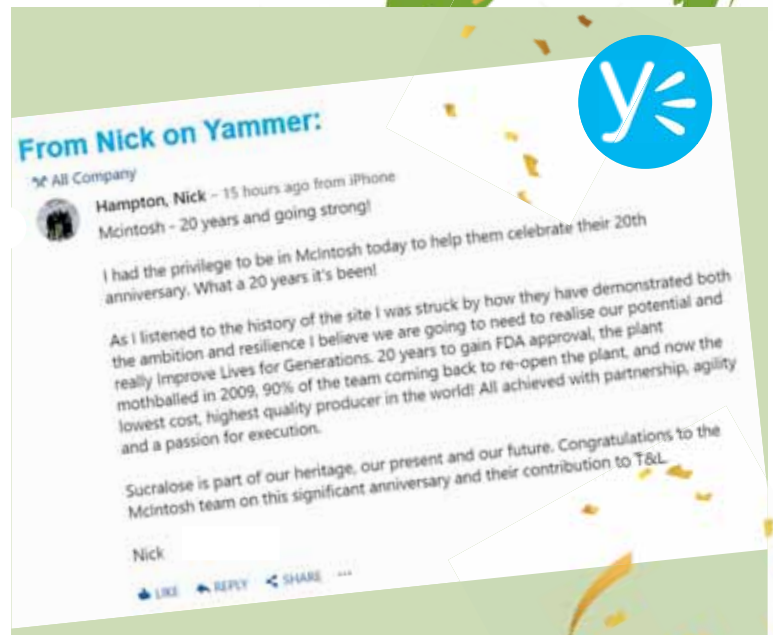 From Nick on Yammer:
All Company
Hampton, Nick – 15 hours ago from iPhone
Mcintosh - 20 years and going strong!
I had the privilege to be in McIntosh today to help them celebrate their 20th
anniversary. What a 20 years it's been!
As I listened to the history of the site I was struck by how they have demonstrated both
the ambition and resilience I believe we are going to need to realise our potential and
really Improve Lives for Generations. 20 years to gain FDA approval, the plant
mothballed in 2009, 90% of the team coming back to re-open the plant, and now the
lowest cost, highest quality producer in the world! All achieved with partnership, agility
and a passion for execution.
Sucralose is part of our heritage, our present and our future. Congratulations to the
McIntosh team on this significant anniversary and their contribution to T&L
Nick
LIKE REPLY SHARE ...